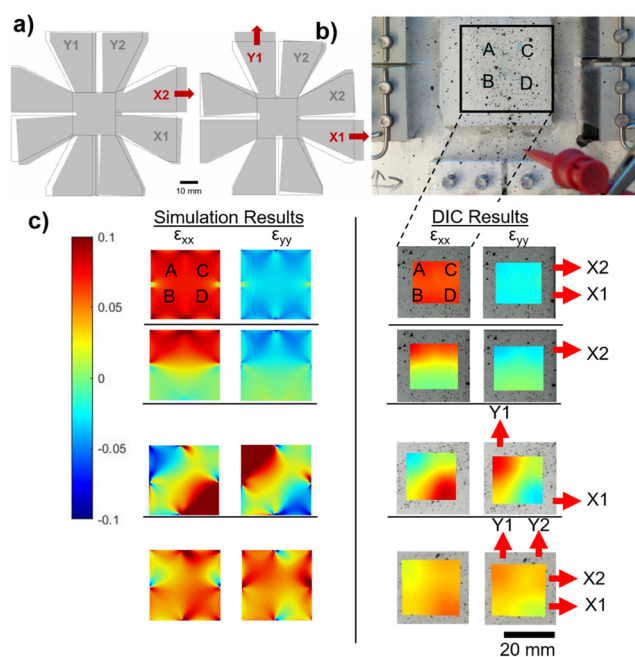 a)
Y1 Y2
X2
X1
Y1 Y2
X2
X1
10 mm
b)
A C
B D
c)
Simulation Results
εxx εyy
DIC Results
εxx εyy
0.1
0.05
0
-0.05
-0.1
A C
B D
A C
B D
X2
X1
X2
Y1
X1
Y1 Y2
X2
X1
20 mm